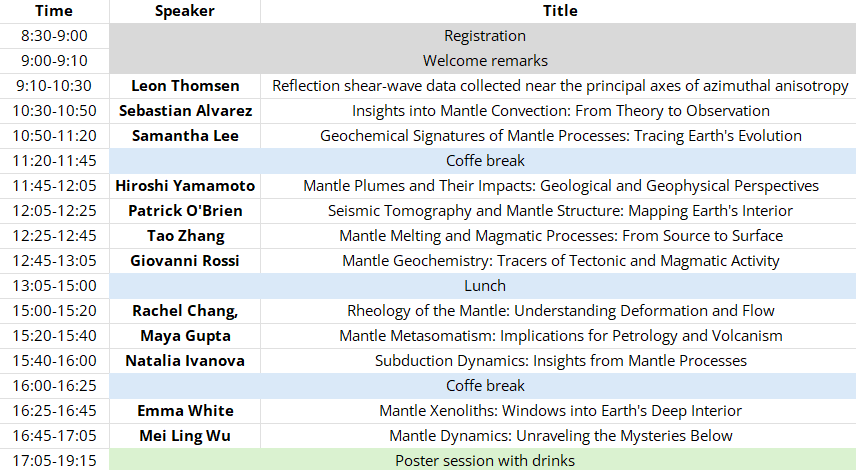 Time Speaker Title
8:30-9:00 Registration
9:00-9:10 Welcome remarks
9:10-10:30 Leon Thomsen Reflection shear-wave data collected near the principal axes of azimuthal anisotropy
10:30-10:50 Sebastian Alvarez Insights into Mantle Convection: From Theory to Observation
10:50-11:20 Samantha Lee Geochemical Signatures of Mantle Processes: Tracing Earth's Evolution
11:20-11:45 Coffe break
11:45-12:05 Hiroshi Yamamoto Mantle Plumes and Their Impacts: Geological and Geophysical Perspectives
12:05-12:25 Patrick O'Brien Seismic Tomography and Mantle Structure: Mapping Earth's Interior
12:25-12:45 Tao Zhang Mantle Melting and Magmatic Processes: From Source to Surface
12:45-13:05 Giovanni Rossi Mantle Geochemistry: Tracers of Tectonic and Magmatic Activity
13:05-15:00 Lunch
15:00-15:20 Rachel Chang, Rheology of the Mantle: Understanding Deformation and Flow
15:20-15:40 Maya Gupta Mantle Metasomatism: Implications for Petrology and Volcanism
15:40-16:00 Natalia Ivanova Subduction Dynamics: Insights from Mantle Processes
16:00-16:25 Coffe break
16:25-16:45 Emma White Mantle Xenoliths: Windows into Earth's Deep Interior
16:45-17:05 Mei Ling Wu Mantle Dynamics: Unraveling the Mysteries Below
17:05-19:15 Poster session with drinks